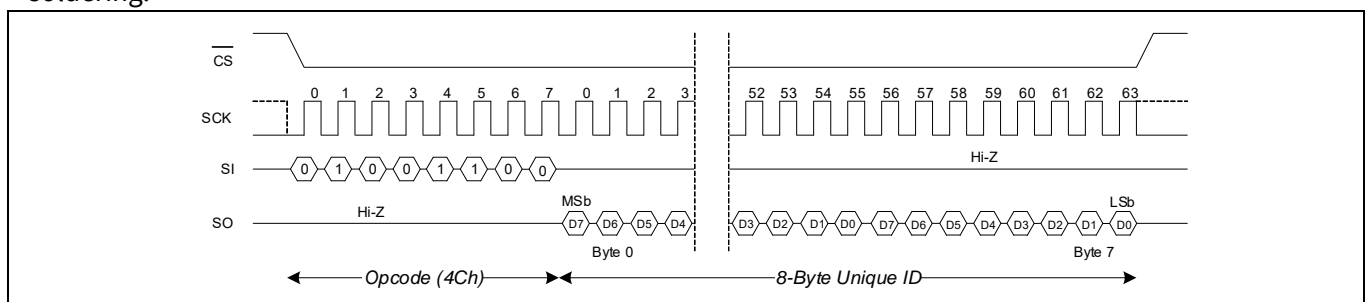 soldering.
CS
0 1 2 3 4 5 6 7 0 1 2 3 52 53 54 55 56 57 58 59 60 61 62 63
SCK
Hi-Z
SI 0 1 0 0 1 1 0 0
MSb LSb
Hi-Z
SO D7 D6 D5 D4 D3 D2 D1 D0 D7 D6 D5 D4 D3 D2 D1 D0
Byte 0 Byte 7
Opcode (4Ch) 8-Byte Unique ID